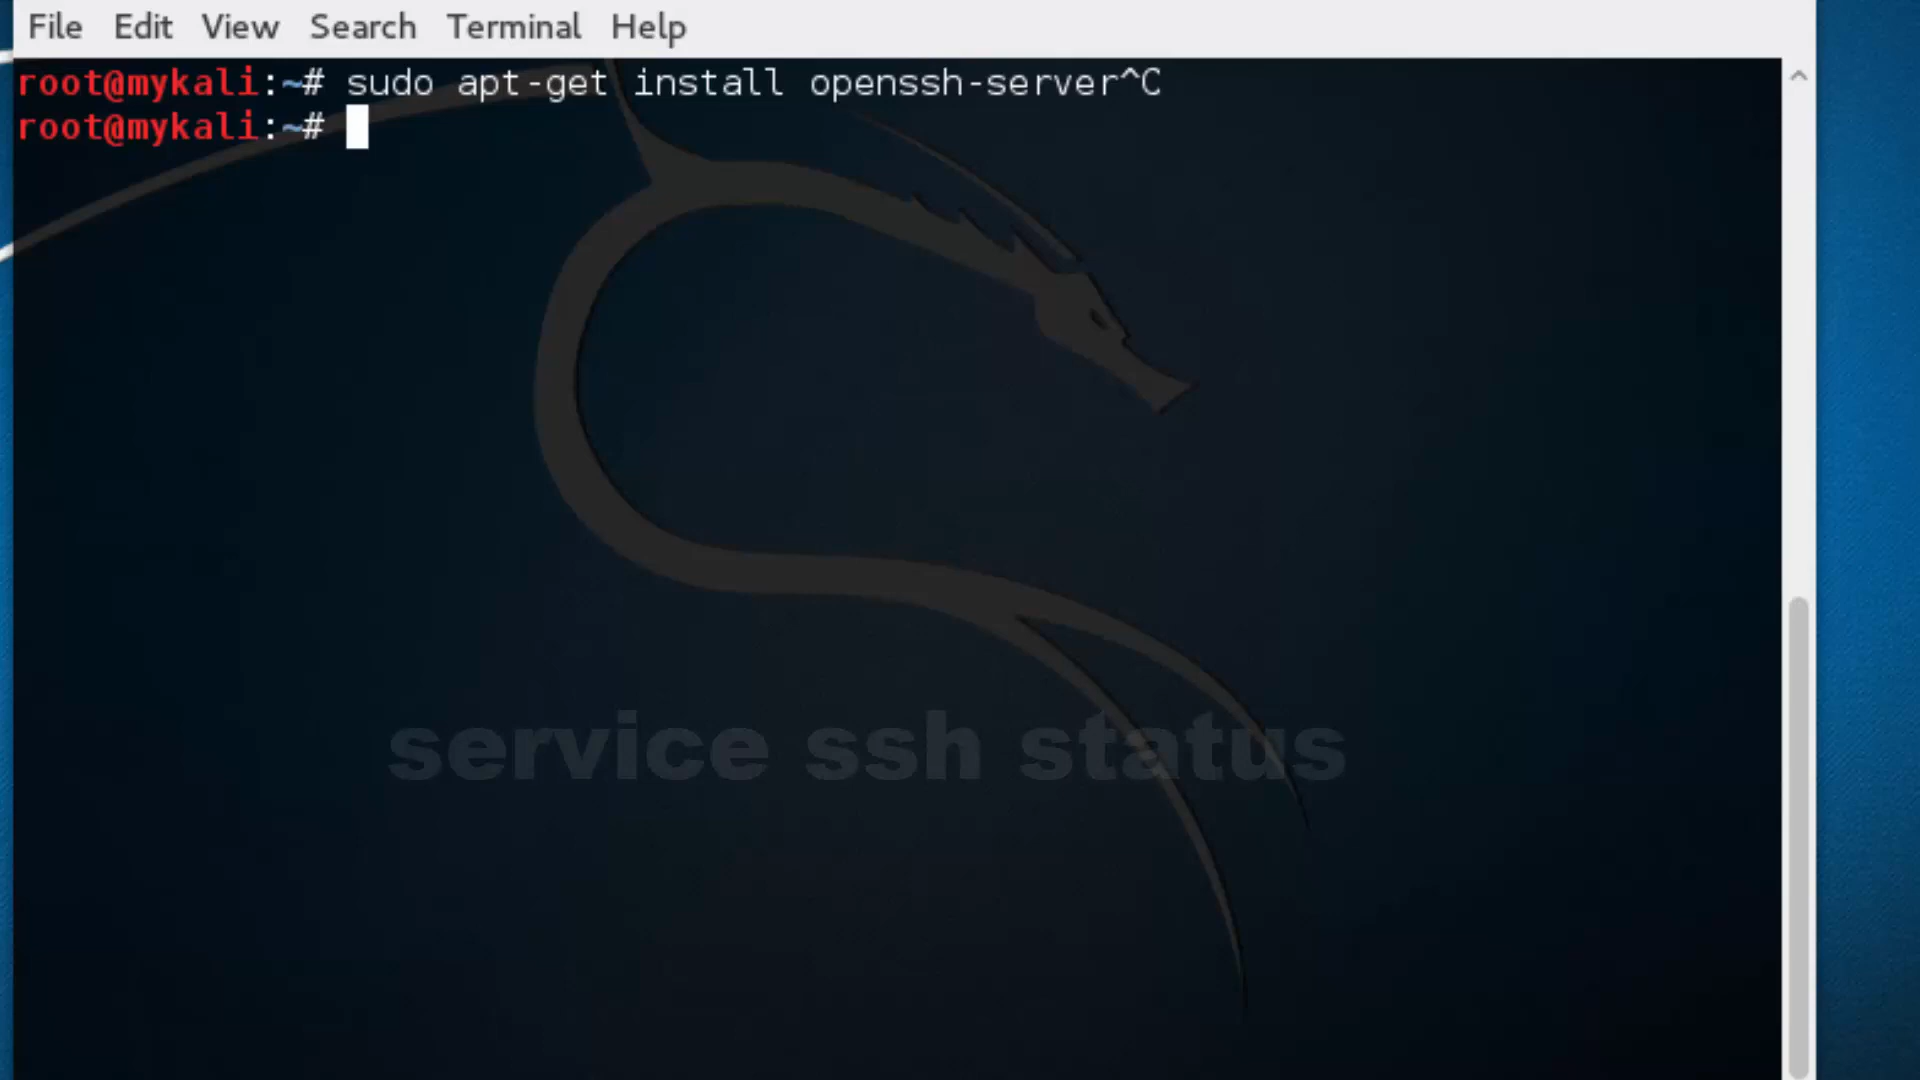 File Edit View Search Terminal Help
root@mykali:~# sudo apt-get install openssh-server^C
root@mykali:~#
service ssh status